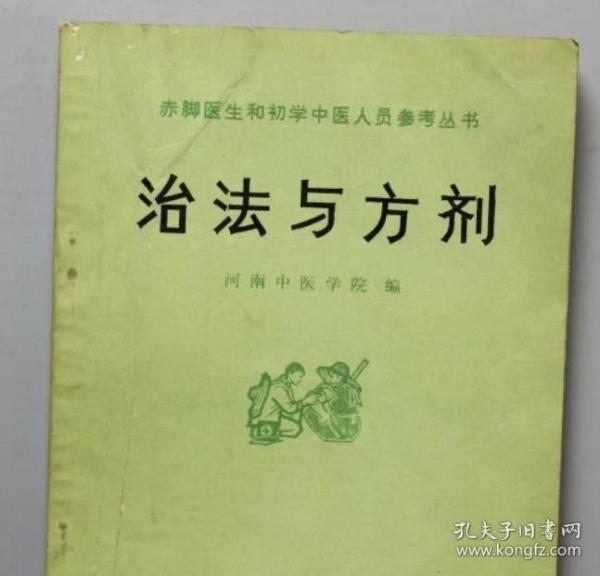 赤脚医生和初学中医人员参考丛书
治法与方剂
河南中医学院 编
孔夫子旧书网
www.kongfz.com